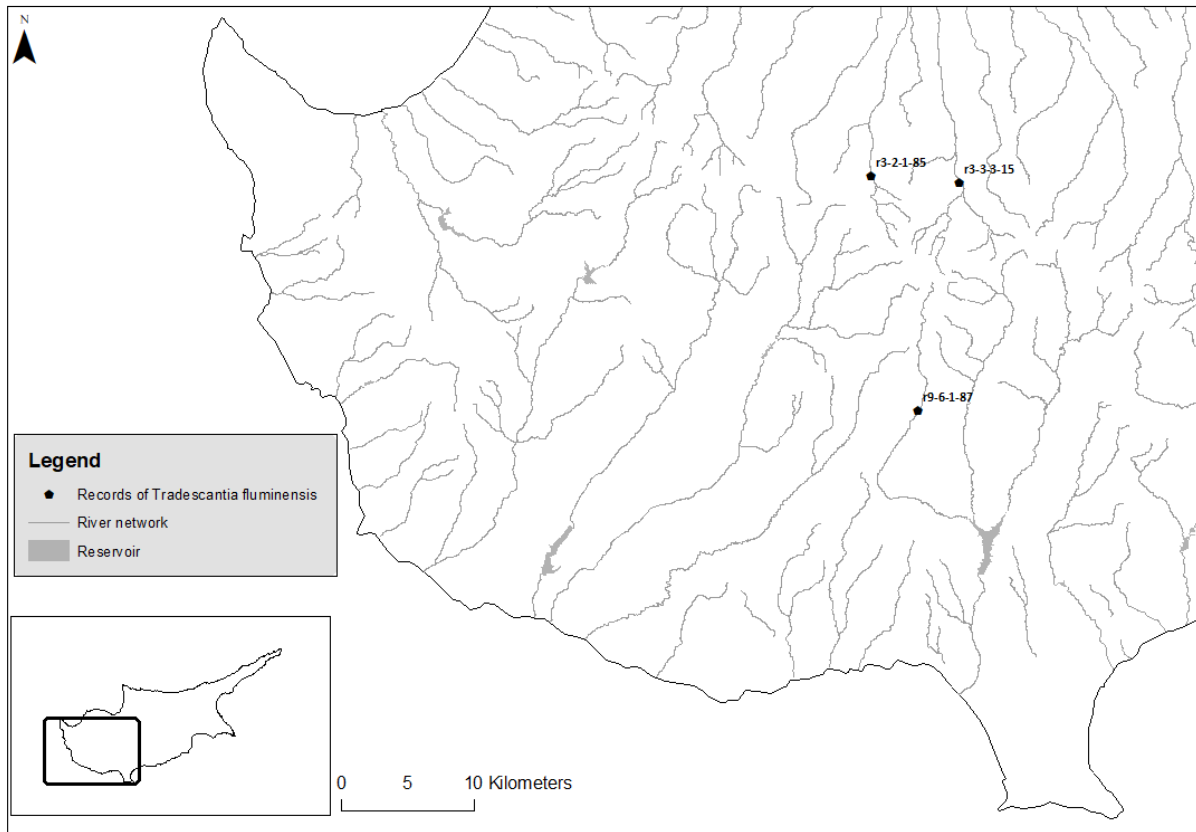 N
r3-2-1-85
r3-3-3-15
r9-6-1-87
Legend
Records of Tradescantia fluminensis
River network
Reservoir
0 5 10 Kilometers